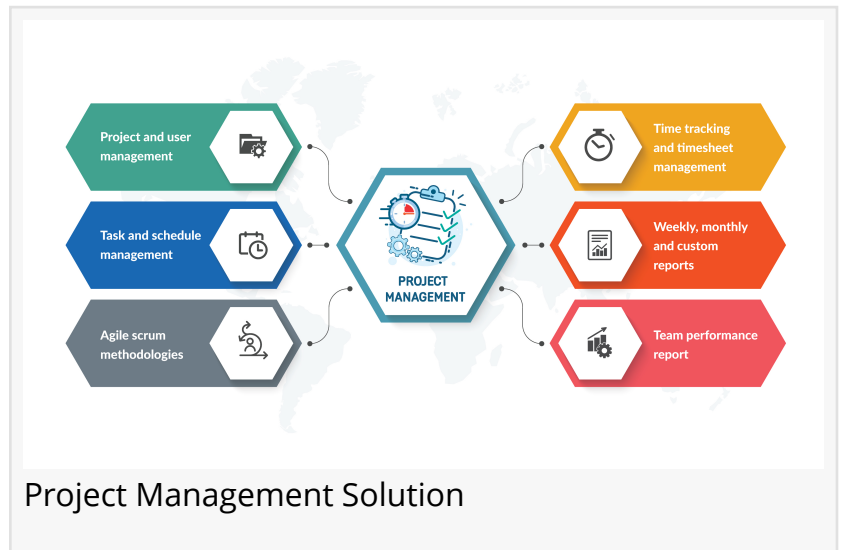 Project and user
management
Task and schedule
management
Agile scrum
methodologies
PROJECT
MANAGEMENT
Time tracking
and timesheet
management
Weekly, monthly
and custom
reports
Team performance
report
Project Management Solution